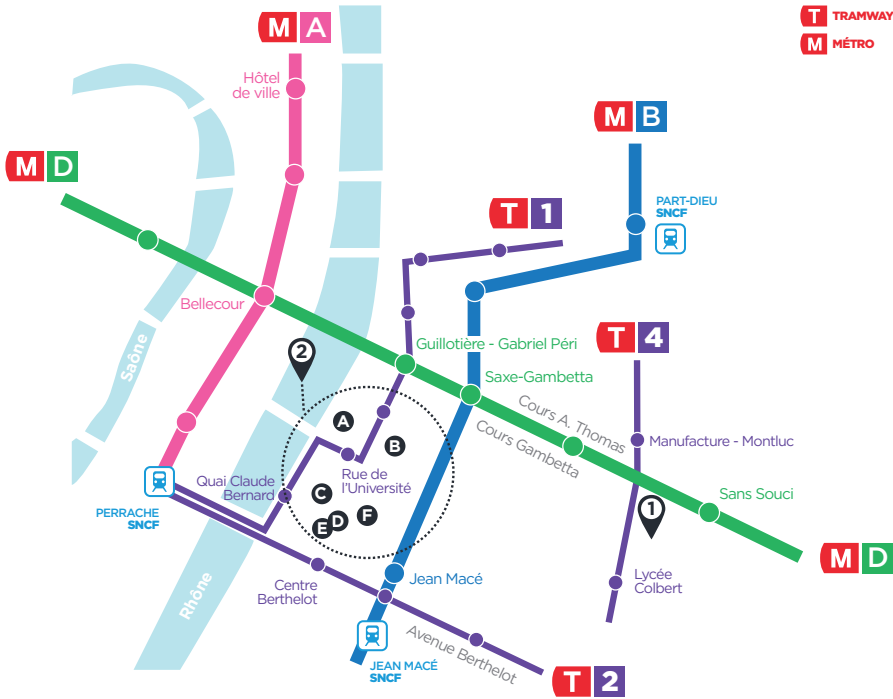 T TRAMWAY
M MÉTRO
M A
Hôtel
de ville
M B
M D
PART-DIEU
SNCF
T 1
Bellecour
Saône
Guillotière - Gabriel Péri
T 4
2
Saxe-Gambetta
Cours A. Thomas
Cours Gambetta
A
B
Manufacture - Montluc
Quai Claude
Bernard
Rue de
l'Université
C
D
E
F
Sans Souci
1
PERRACHE
SNCF
M D
Rhône
Centre
Berthelot
Jean Macé
Lycée
Colbert
Avenue Berthelot
JEAN MACÉ
SNCF
T 2